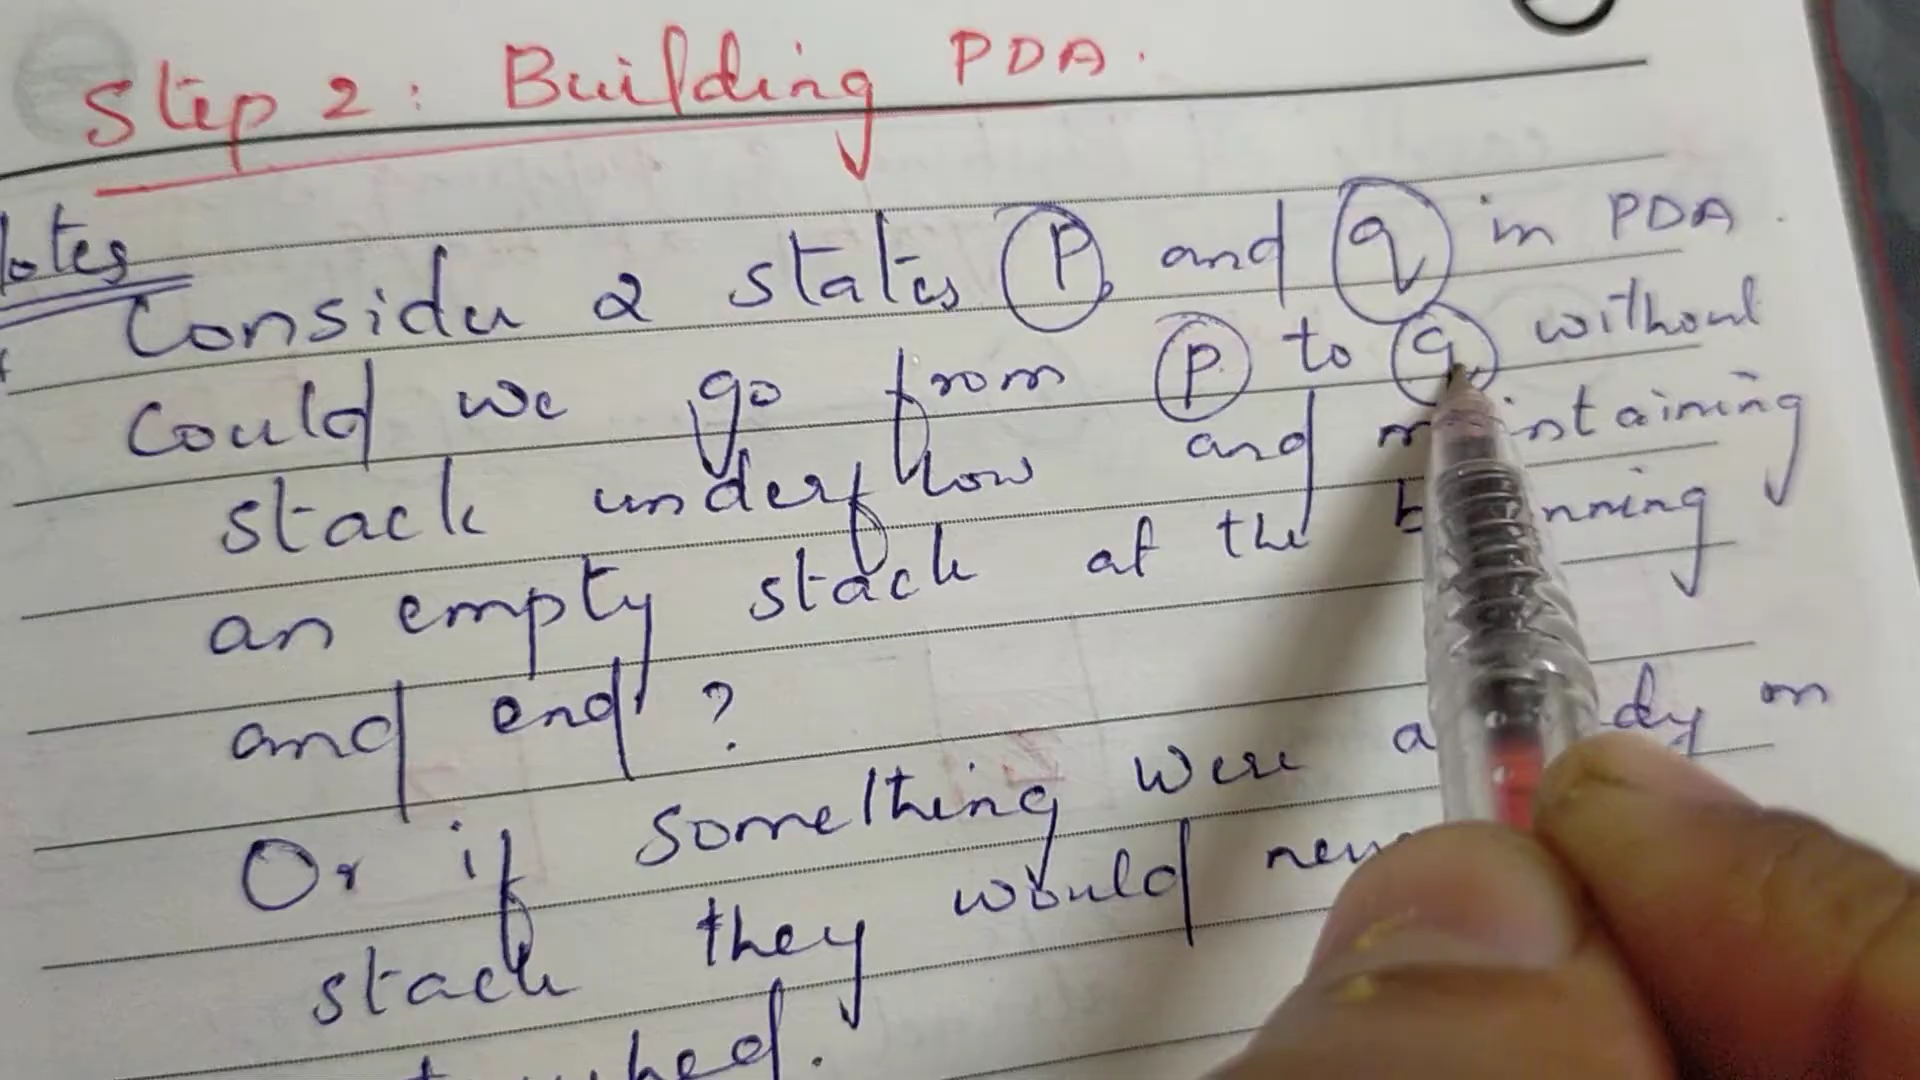 Step 2: Building PDA.
Notes
Consider 2 states P and q in PDA.
Could we go from P to q without
stack underflow and maintaining
an empty stack at the beginning
and end?
Or if something were already on
stack they would